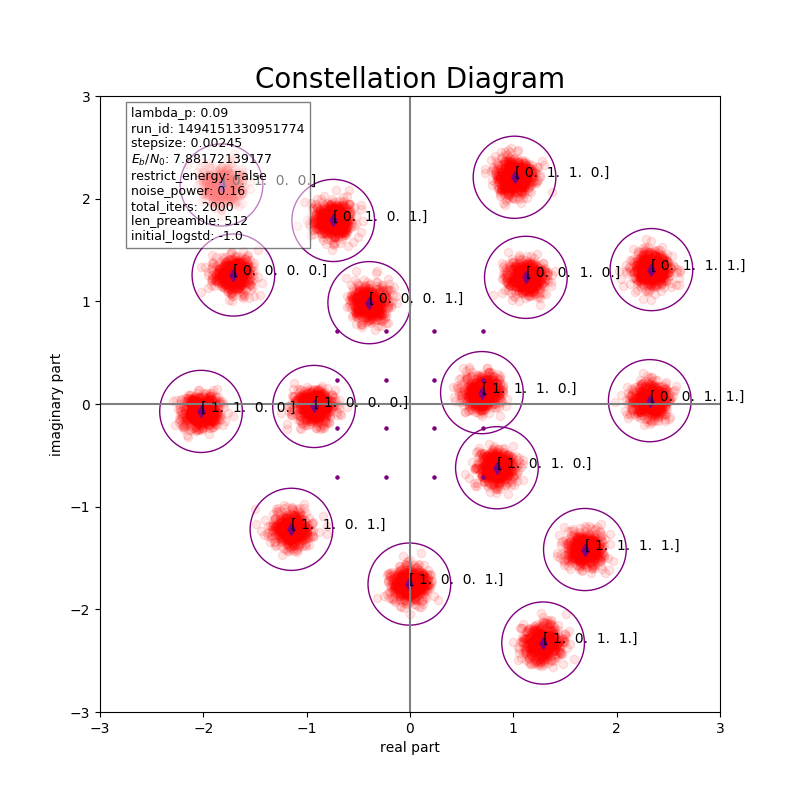 Constellation Diagram
lambda_p: 0.09
run_id: 1494151330951774
stepsize: 0.00245
E_b/N_0: 7.88172139177
restrict_energy: False
noise_power: 0.16
total_iters: 2000
len_preamble: 512
initial_logstd: -1.0
1. 0. 0.]
[ 0. 1. 1. 0.]
[ 0. 1. 0. 1.]
[ 0. 0. 0. 0.]
[ 0. 0. 1. 0.]
[ 0. 1. 1. 1.]
[ 0. 0. 0. 1.]
[ 1. 1. 1. 0.]
[ 1. 1. 0. 0.]
[ 1. 0. 0. 0.]
[ 0. 0. 1. 1.]
[ 1. 0. 1. 0.]
[ 1. 1. 0. 1.]
[ 1. 1. 1. 1.]
[ 1. 0. 0. 1.]
[ 1. 0. 1. 1.]
3
2
1
0
−1
−2
−3
imaginary part
−3 −2 −1 0 1 2 3
real part